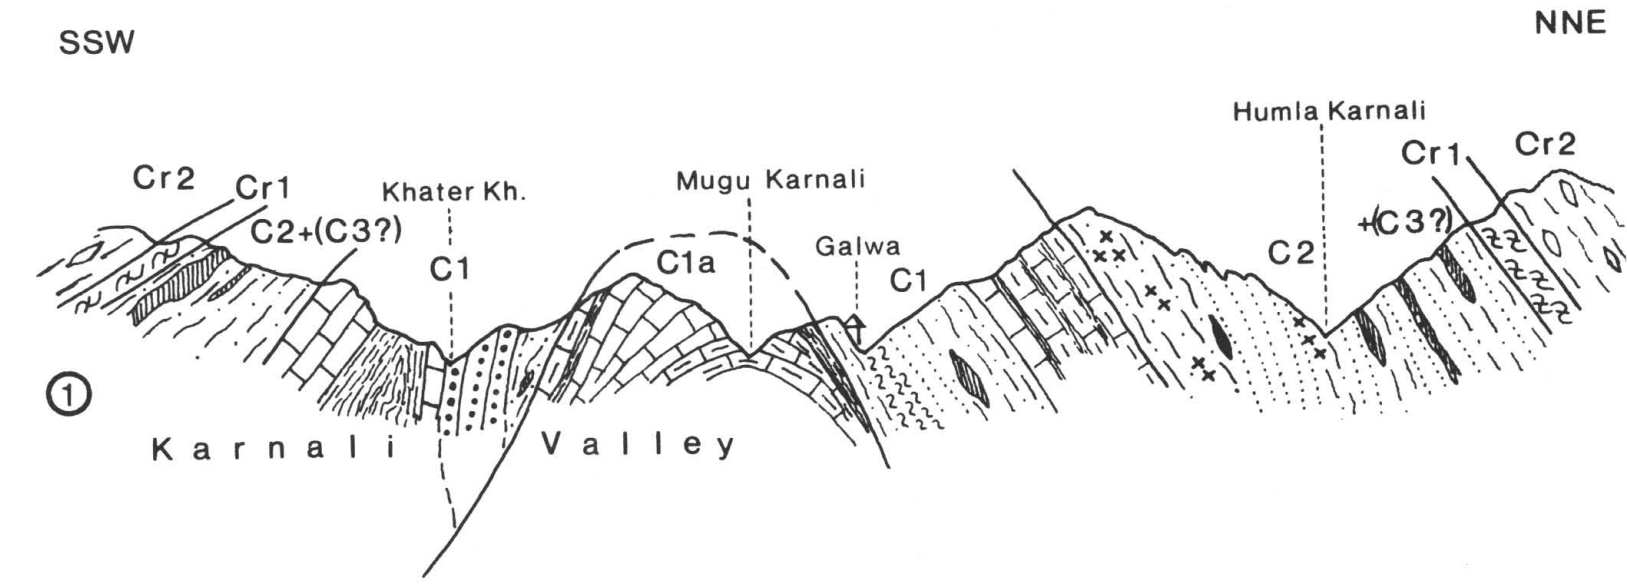 SSW
NNE
Humla Karnali
Cr2
Cr1
Khater Kh.
Mugu Karnali
Cr1
Cr2
C2+(C3?)
C1
C1a
Galwa
C1
C2
+(C3?)
1
Karnali Valley